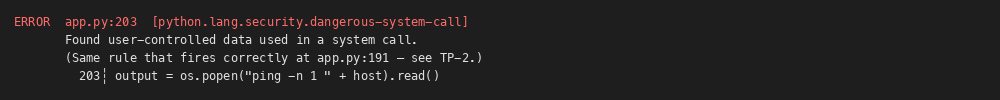 ERROR  app.py:203  [python.lang.security.dangerous-system-call]
Found user-controlled data used in a system call.
(Same rule that fires correctly at app.py:191 — see TP-2.)
203┆ output = os.popen("ping -n 1 " + host).read()